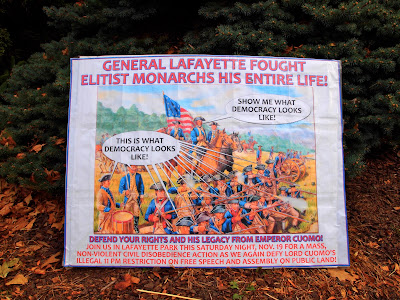 GENERAL LAFAYETTE FOUGHT
ELITIST MONARCHS HIS ENTIRE LIFE!
SHOW ME WHAT
DEMOCRACY LOOKS
LIKE!
THIS IS WHAT
DEMOCRACY LOOKS
LIKE!
DEFEND YOUR RIGHTS AND HIS LEGACY FROM EMPEROR CUOMO!
JOIN US IN LAFAYETTE PARK THIS SATURDAY NIGHT, NOV. 19 FOR A MASS,
NON-VIOLENT CIVIL DISOBEDIENCE ACTION AS WE AGAIN DEFY LORD CUOMO'S
ILLEGAL 11 PM RESTRICTION ON FREE SPEECH AND ASSEMBLY ON PUBLIC LAND!